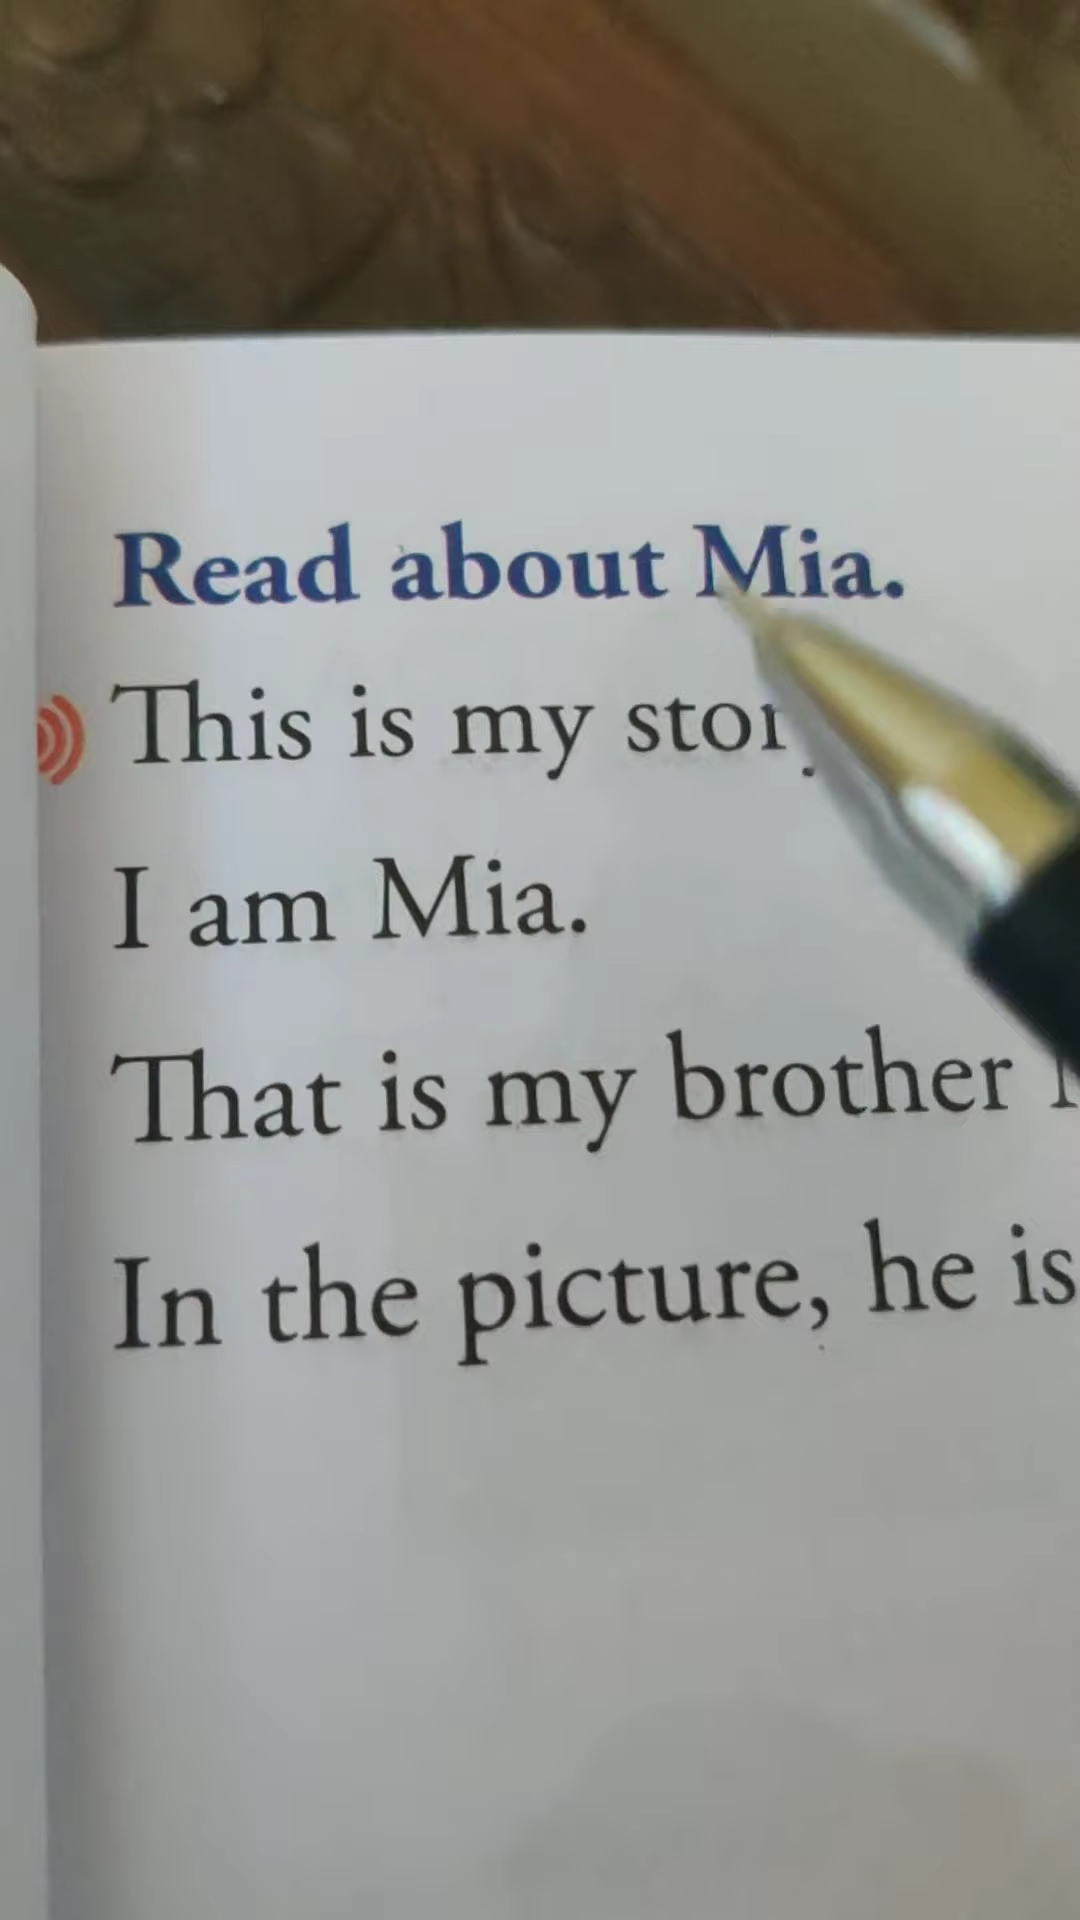 Read about Mia.
This is my
I am Mia.
That is my brother
In the picture, he is